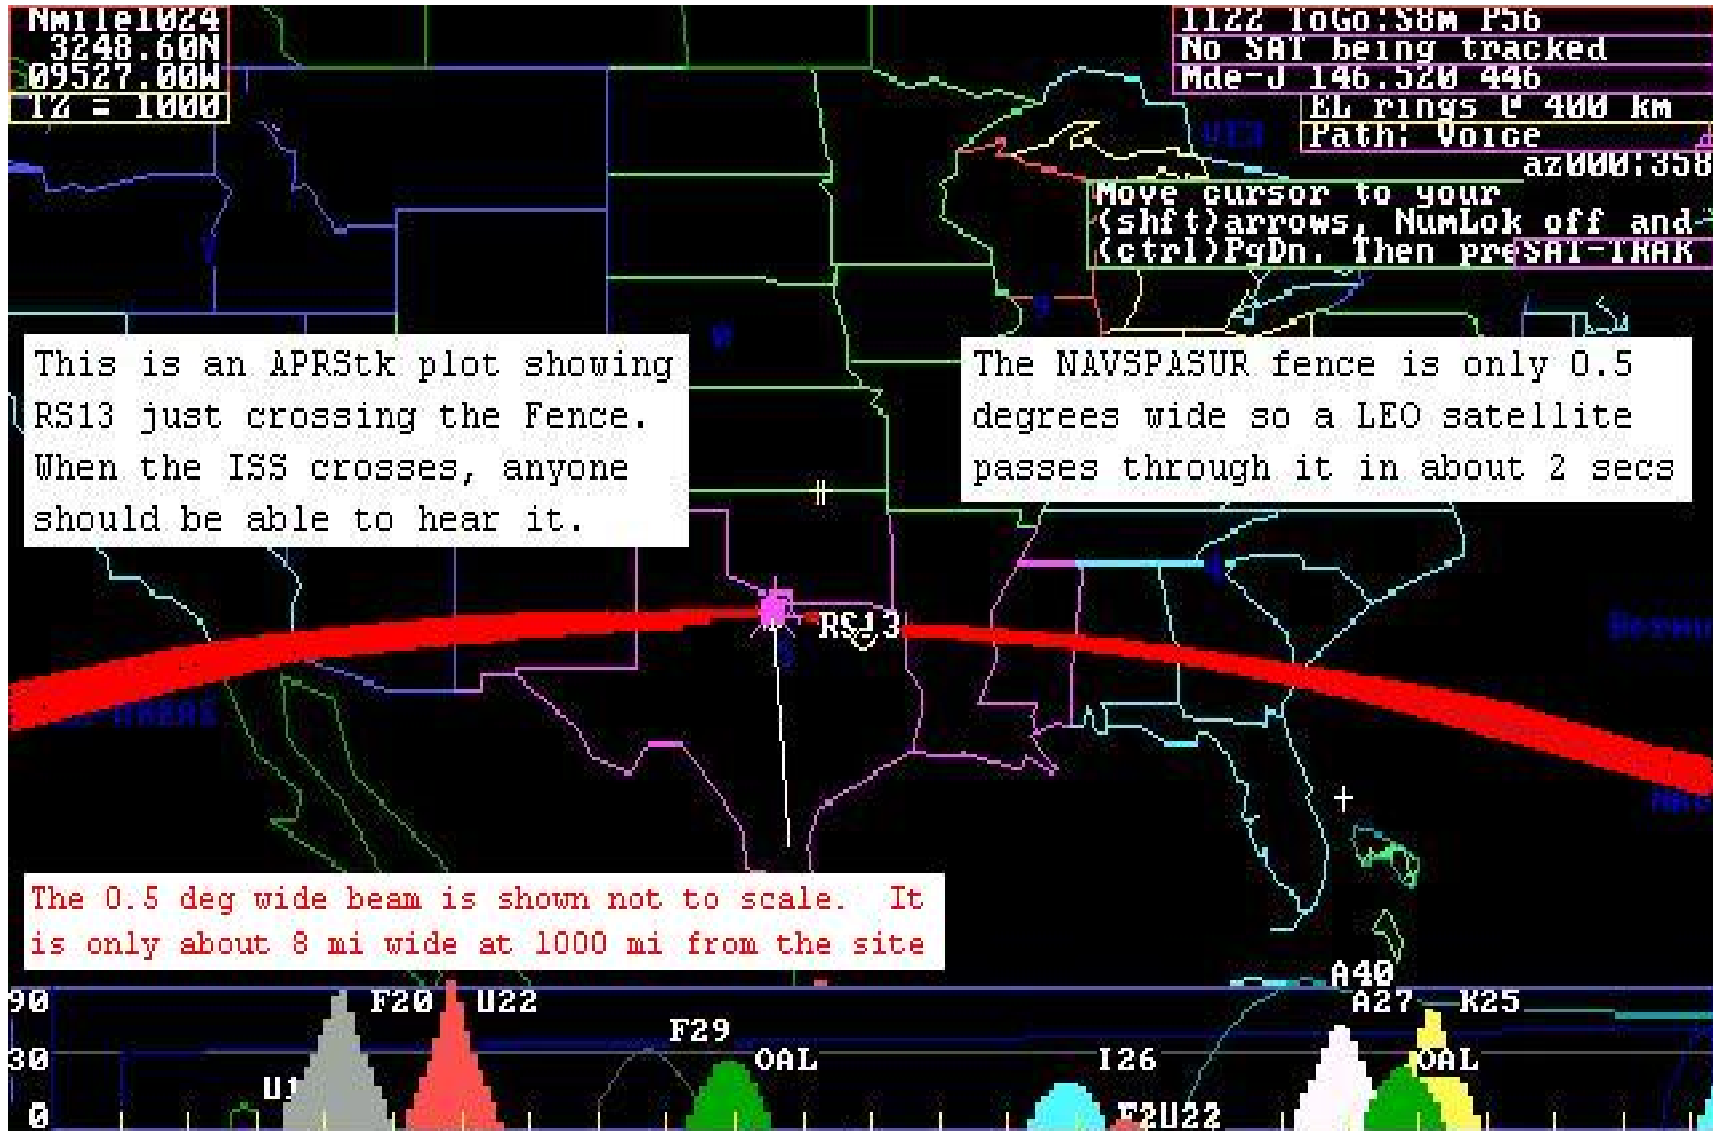 Nmile1024
3248.60N
09527.00W
TZ = 1000
1122 ToGo:S8m P56
No SAT being tracked
Mde-J 146.520 446
EL rings @ 400 km
Path: Voice
az000:358
Move cursor to your
(shft)arrows, NumLok off and
(ctrl)PgDn. Then preSAT-TRAK
This is an APRStk plot showing
RS13 just crossing the Fence.
When the ISS crosses, anyone
should be able to hear it.
The NAVSPASUR fence is only 0.5
degrees wide so a LEO satellite
passes through it in about 2 secs
RS13
The 0.5 deg wide beam is shown not to scale. It
is only about 8 mi wide at 1000 mi from the site
A40
90 F20 U22 A27 K25
F29
30 OAL I26 OAL
U1
0 F2U22